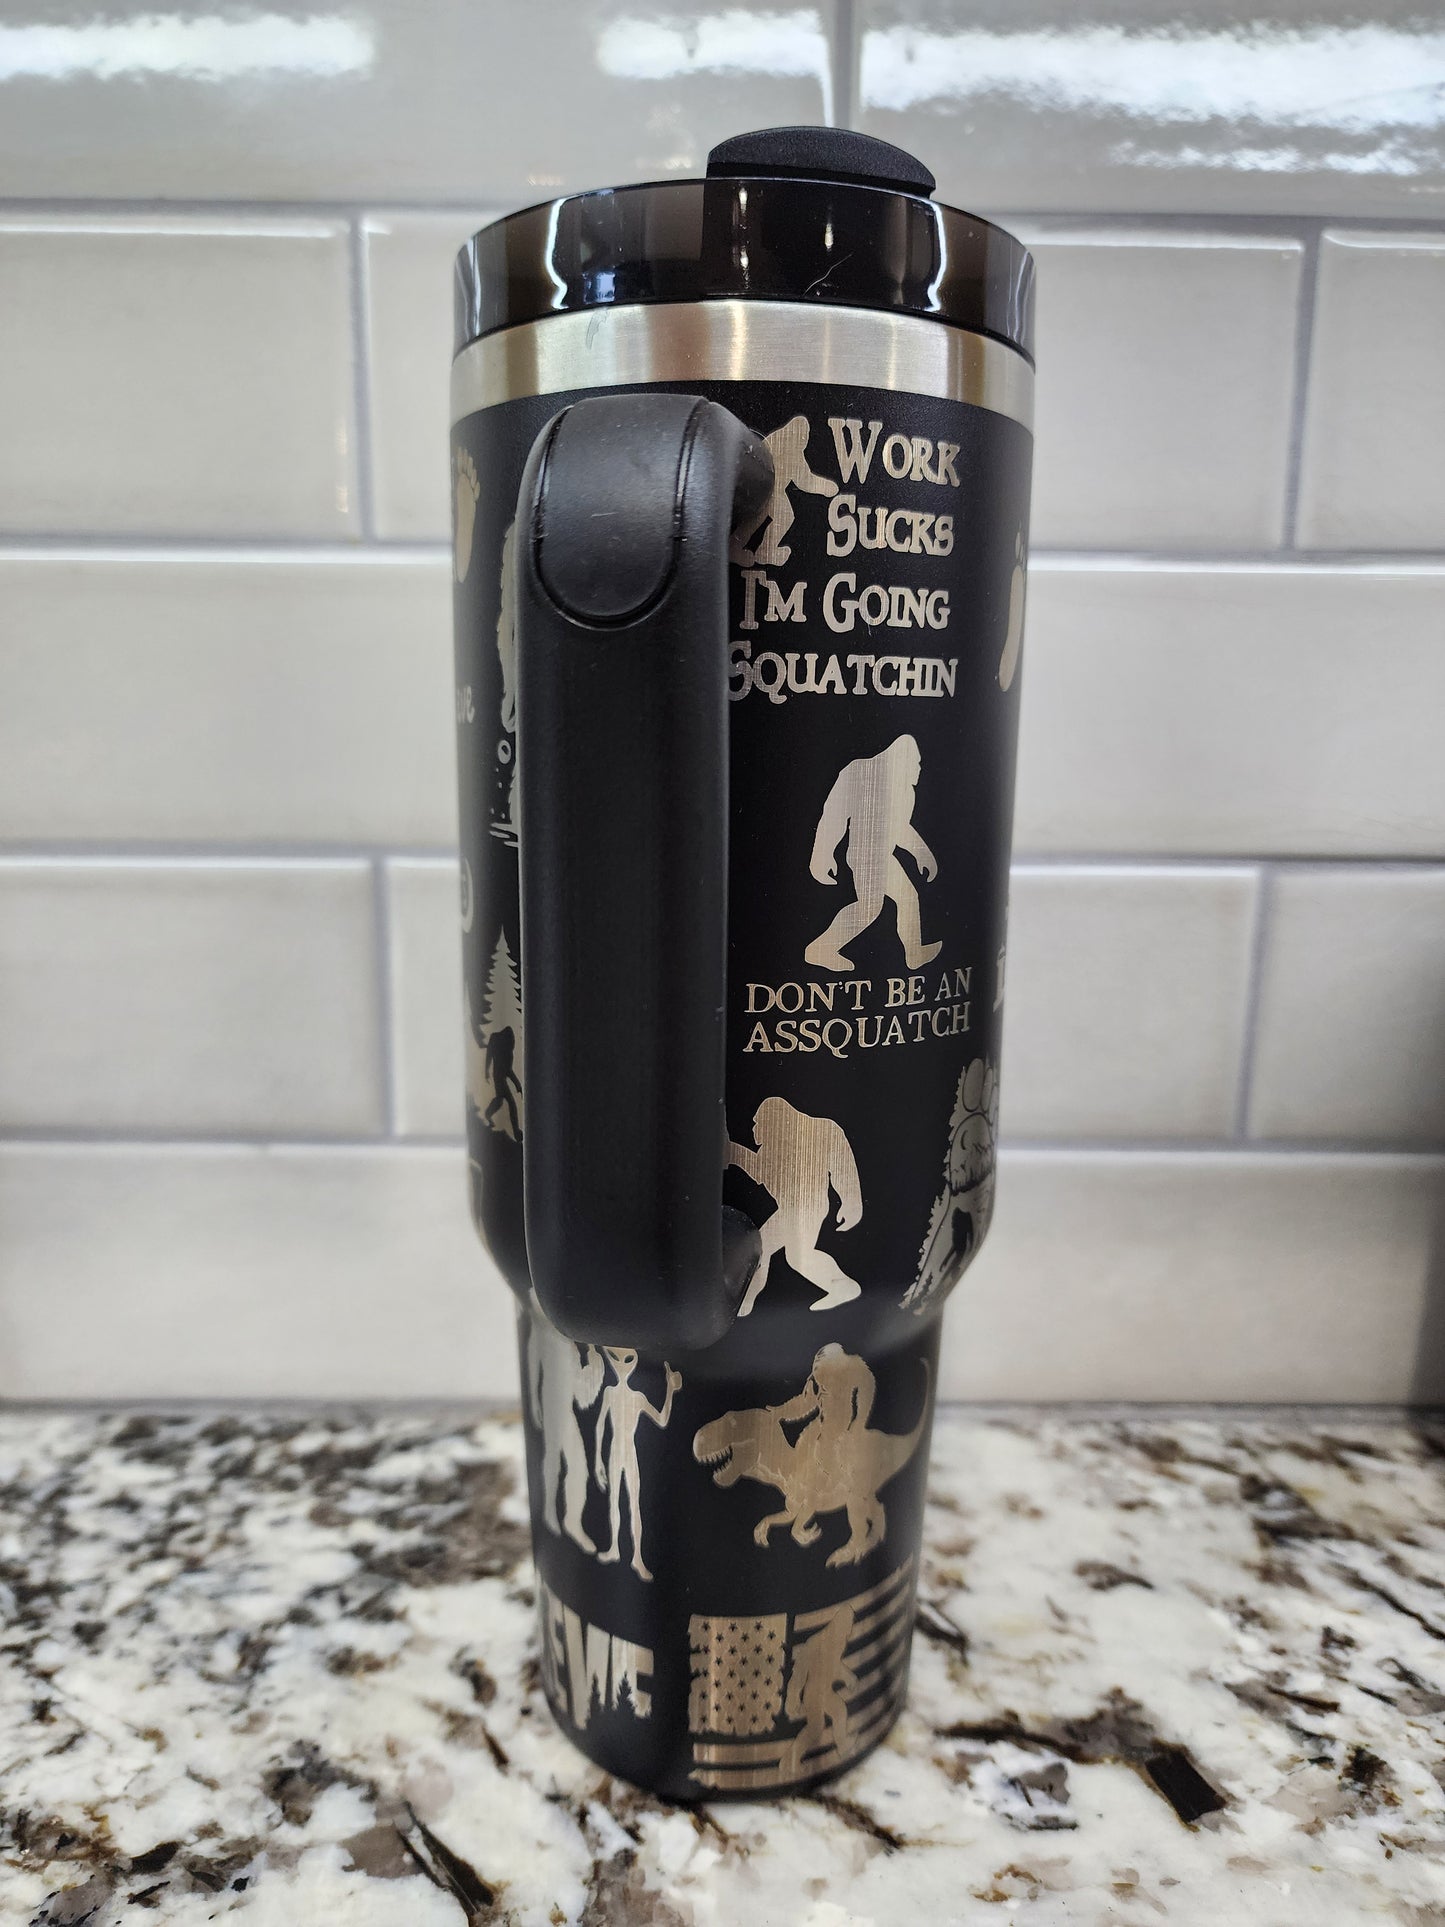 WORK
SUCKS
I'M GOING
SQUATCHIN
DON'T BE AN
ASSQUATCH